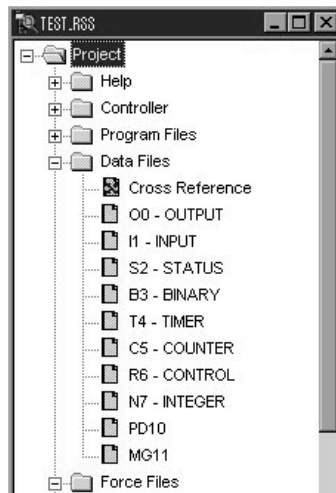 TEST.RSS
Project
Help
Controller
Program Files
Data Files
Cross Reference
O0 - OUTPUT
I1 - INPUT
S2 - STATUS
B3 - BINARY
T4 - TIMER
C5 - COUNTER
R6 - CONTROL
N7 - INTEGER
PD10
MG11
Force Files